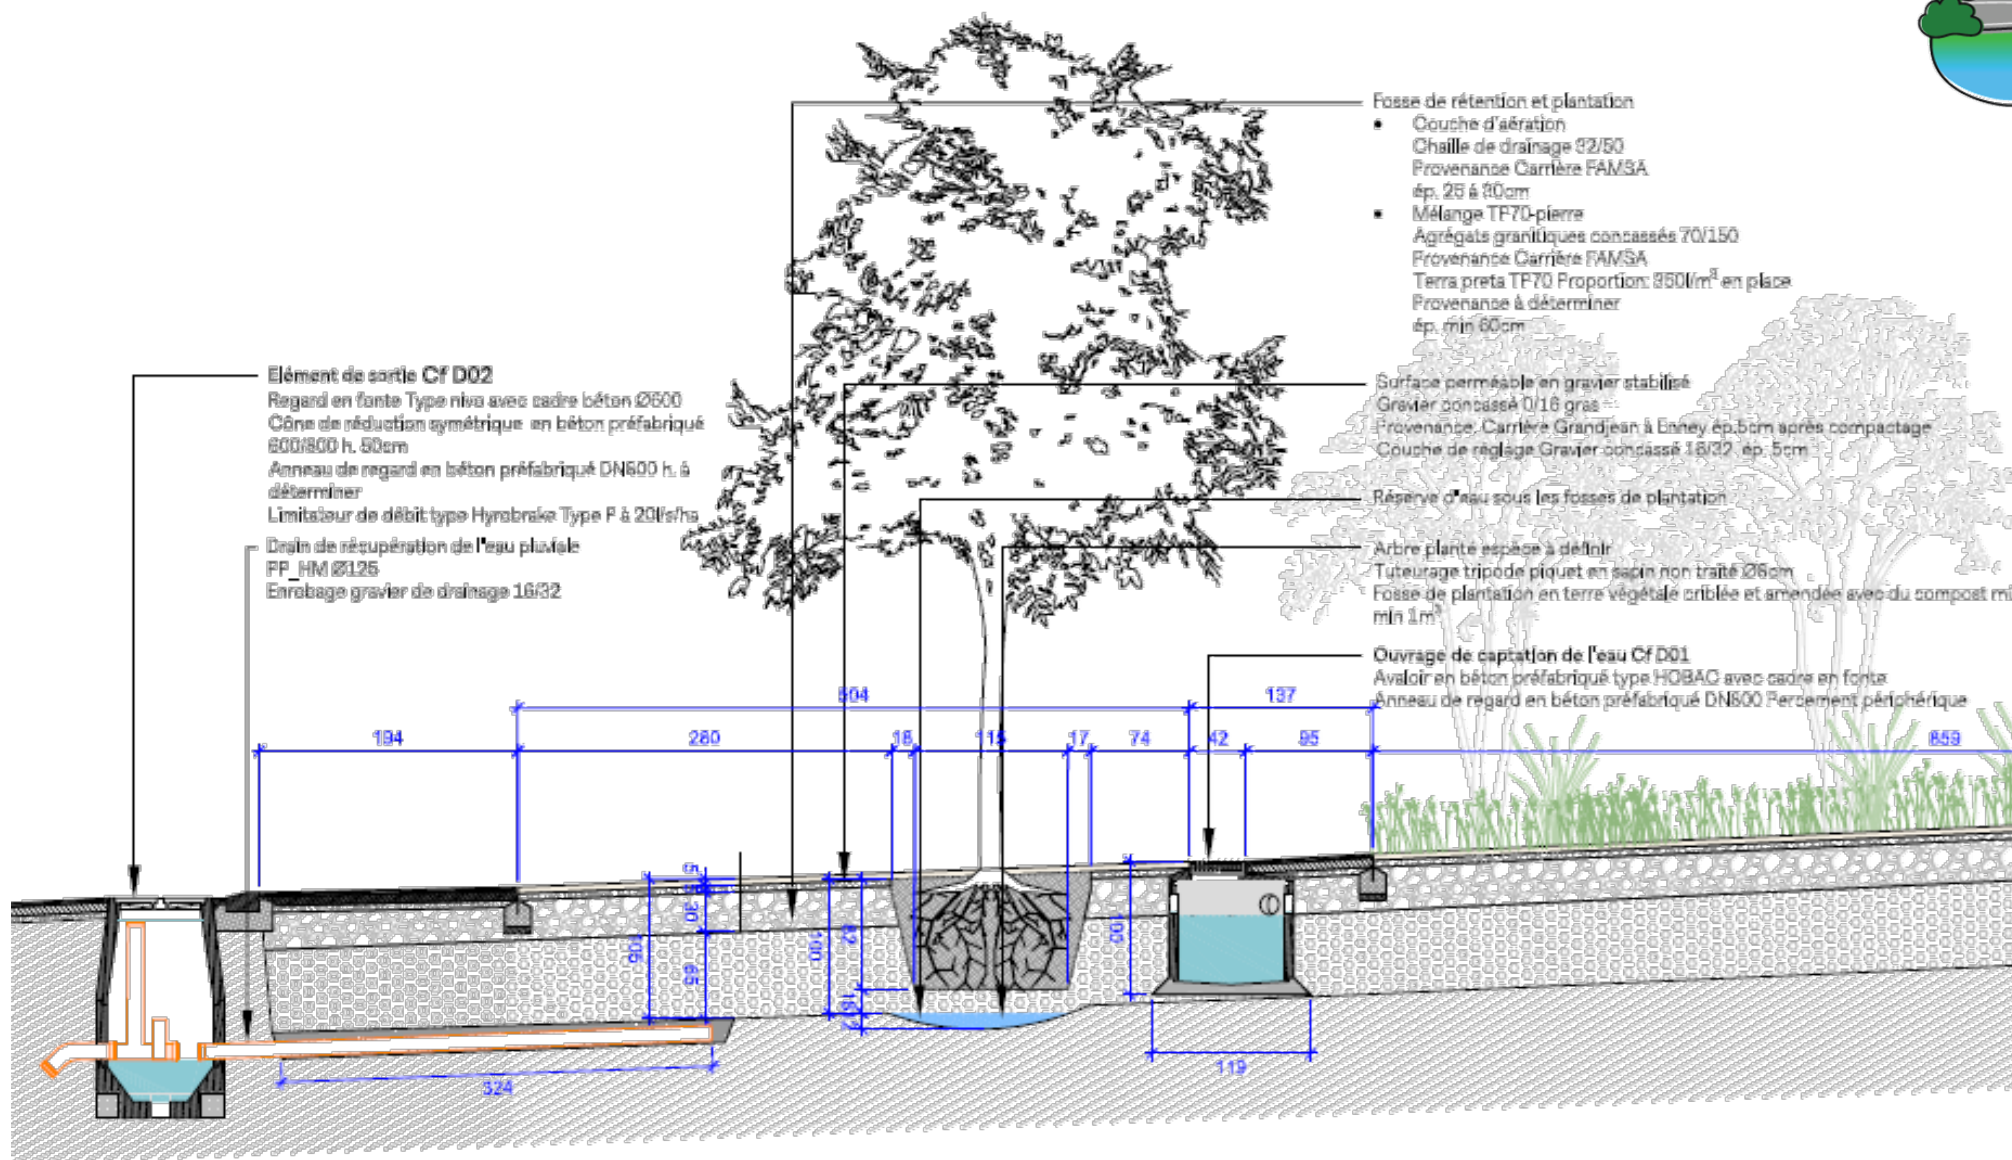 Fosse de rétention et plantation
• Couche d'aération
Chaille de drainage 32/50
Provenance Carrière FAMSA
ép. 25 à 30cm
• Mélange TP70-pierre
Agrégats granitiques concassés 70/150
Provenance Carrière FAMSA
Terra preta TP70 Proportion: 350l/m³ en place
Provenance à déterminer
ép. min 60cm
Elément de sortie Cf D02
Regard en fonte Type nivo avec cadre béton Ø600
Cône de réduction symétrique en béton préfabriqué
600/800 h. 50cm
Anneau de regard en béton préfabriqué DN800 h. à
déterminer
Limitateur de débit type Hyrobrake Type F à 20l/s/ha
Drain de récupération de l'eau pluviale
PP_HM Ø125
Enrobage gravier de drainage 16/32
Surface perméable en gravier stabilisé
Gravier concassé 0/16 gras
Provenance: Carrière Grandjean à Enney ép.5cm après compactage
Couche de réglage Gravier concassé 16/32, ép. 5cm
Réserve d'eau sous les fosses de plantation
Arbre planté espèce à définir
Tuteurage tripode piquet en sapin non traité Ø8cm
Fosse de plantation en terre végétale criblée et amendée avec du compost
min 1m³
Ouvrage de captation de l'eau Cf D01
Avaloir en béton préfabriqué type HOBAC avec cadre en fonte
Anneau de regard en béton préfabriqué DN800 Percement périphérique
504 137
194 280 18 115 17 74 42 95 859
5
30
105
65
82
100
18
12
100
324
119